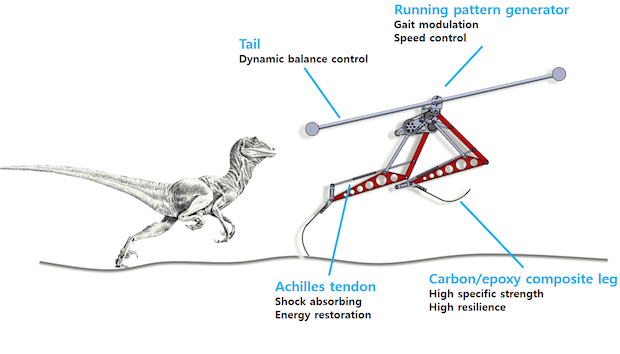 Running pattern generator
Gait modulation
Speed control
Tail
Dynamic balance control
Achilles tendon
Shock absorbing
Energy restoration
Carbon/epoxy composite leg
High specific strength
High resilience